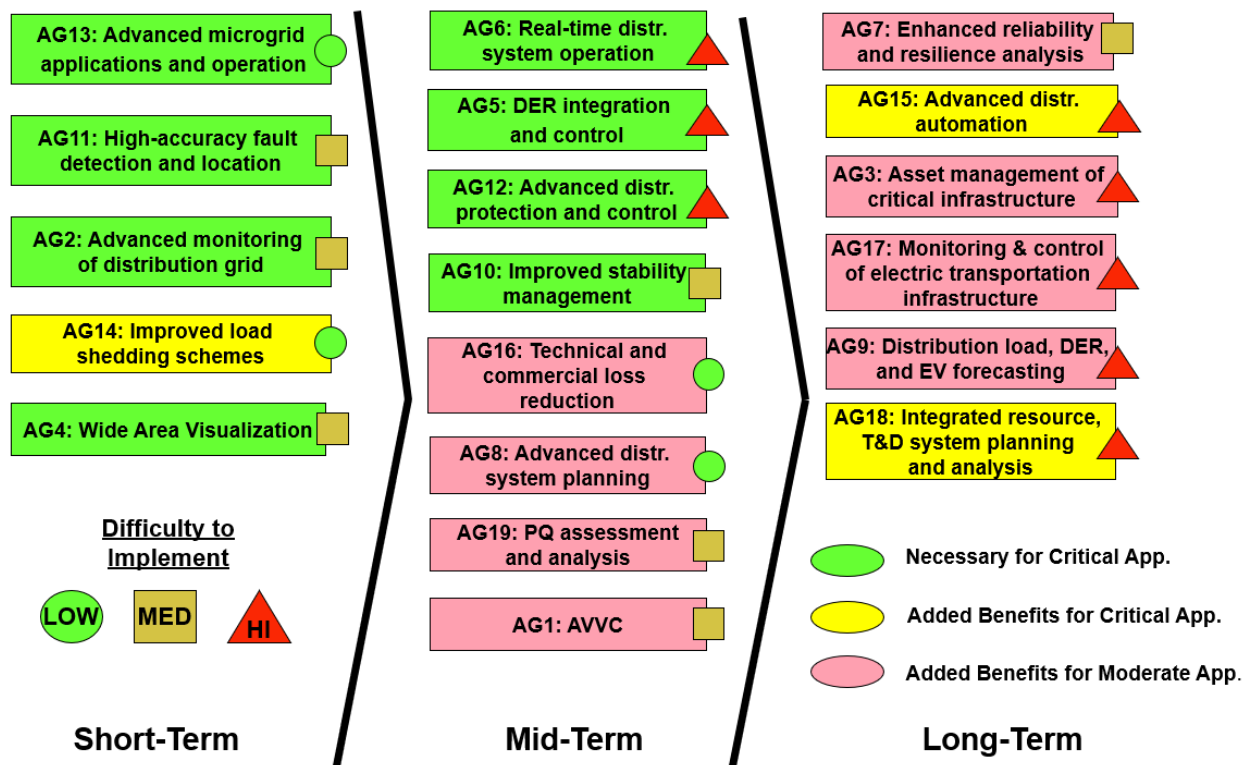 AG13: Advanced microgrid
applications and operation
AG11: High-accuracy fault
detection and location
AG2: Advanced monitoring
of distribution grid
AG14: Improved load
shedding schemes
AG4: Wide Area Visualization
Difficulty to
Implement
LOW
MED
HI
Short-Term
AG6: Real-time distr.
system operation
AG5: DER integration
and control
AG12: Advanced distr.
protection and control
AG10: Improved stability
management
AG16: Technical and
commercial loss
reduction
AG8: Advanced distr.
system planning
AG19: PQ assessment
and analysis
AG1: AVVC
Mid-Term
AG7: Enhanced reliability
and resilience analysis
AG15: Advanced distr.
automation
AG3: Asset management of
critical infrastructure
AG17: Monitoring & control
of electric transportation
infrastructure
AG9: Distribution load, DER,
and EV forecasting
AG18: Integrated resource,
T&D system planning
and analysis
Necessary for Critical App.
Added Benefits for Critical App.
Added Benefits for Moderate App.
Long-Term